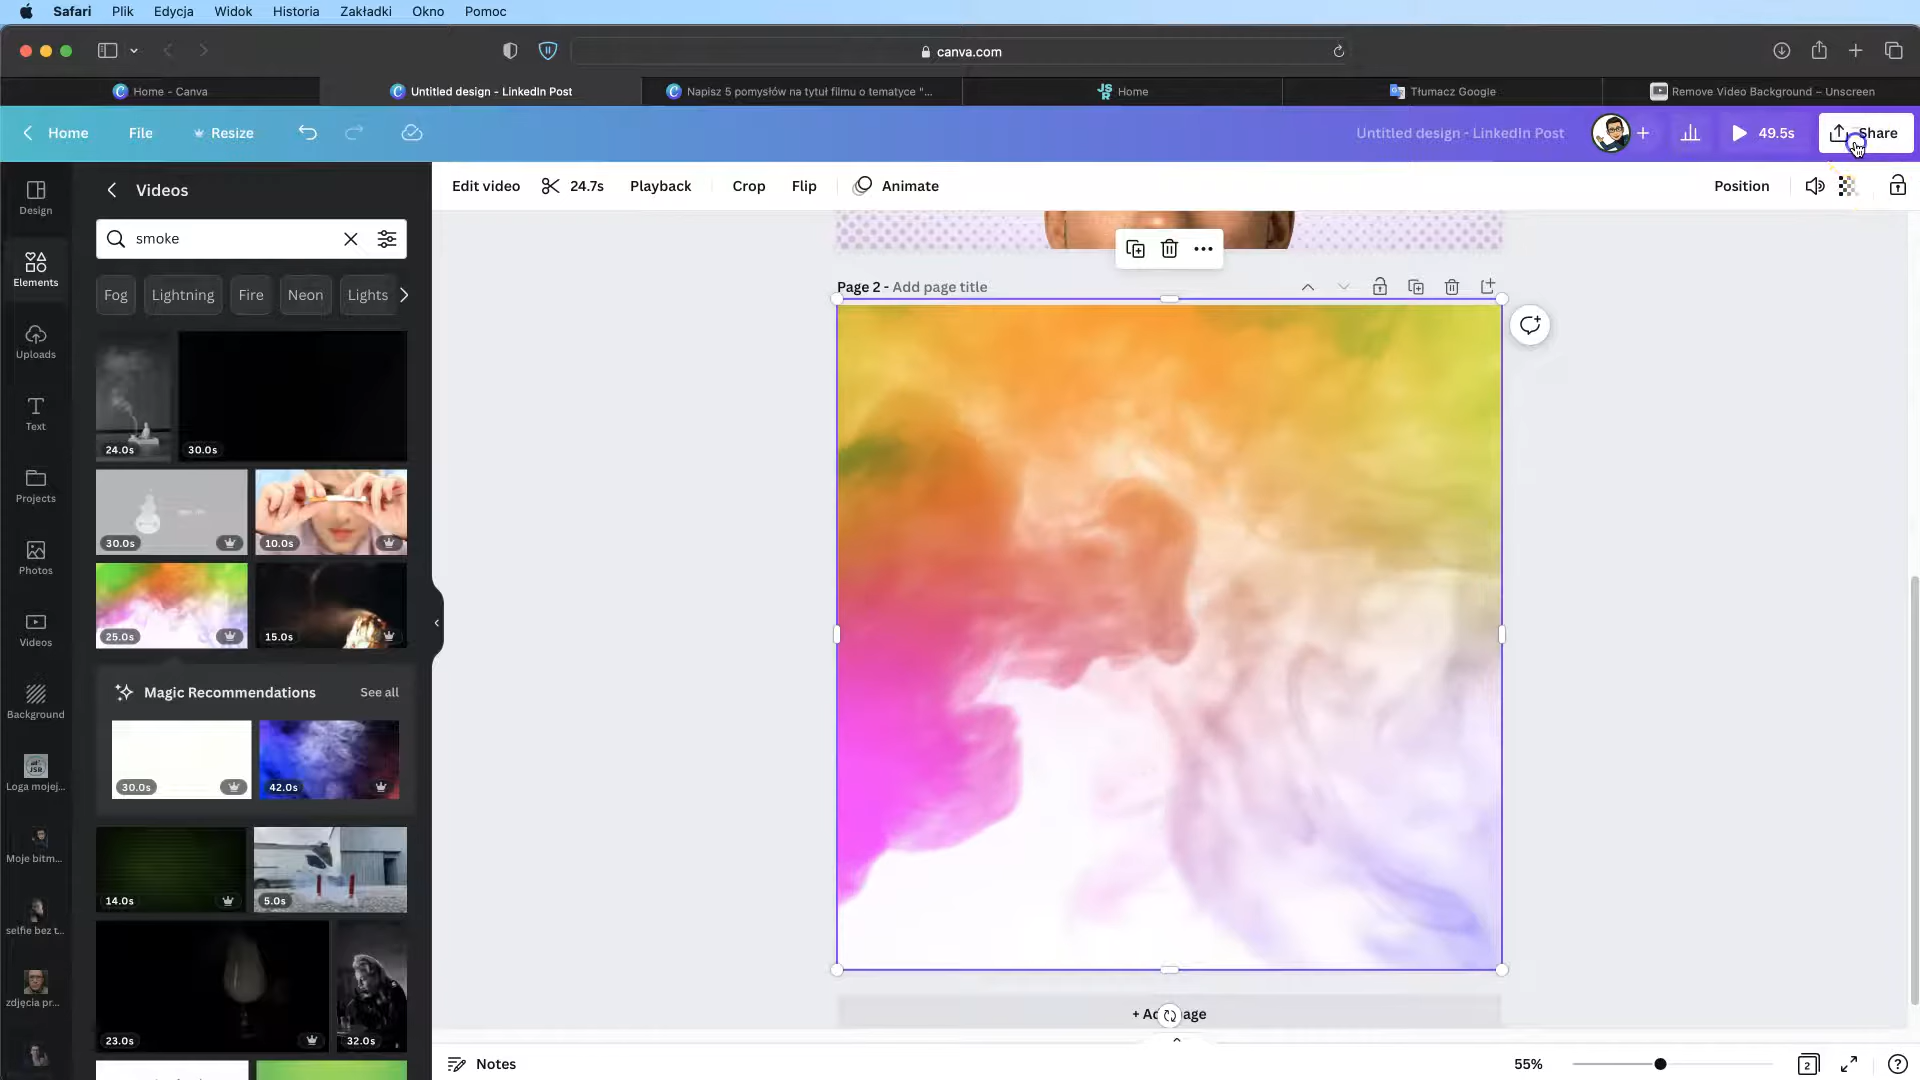 Safari Plik Edycja Widok Historia Zakładki Okno Pomoc
canva.com
Home - Canva
Untitled design - LinkedIn Post
Napisz 5 pomysłów na tytuł filmu o tematyce "...
Home
Tłumacz Google
Remove Video Background – Unscreen
Home File Resize
Untitled design - LinkedIn Post
49.5s
Share
Design
Elements
Uploads
Text
Projects
Photos
Videos
Background
Loga mojej...
Moje bitm...
selfie bez t...
zdjęcia pr...
Videos
smoke
Fog Lightning Fire Neon Lights
24.0s 30.0s
30.0s 10.0s
25.0s 15.0s
Magic Recommendations See all
30.0s 42.0s
14.0s 5.0s
23.0s 32.0s
Edit video 24.7s Playback Crop Flip Animate
Position
Page 2 - Add page title
Notes
55%
2